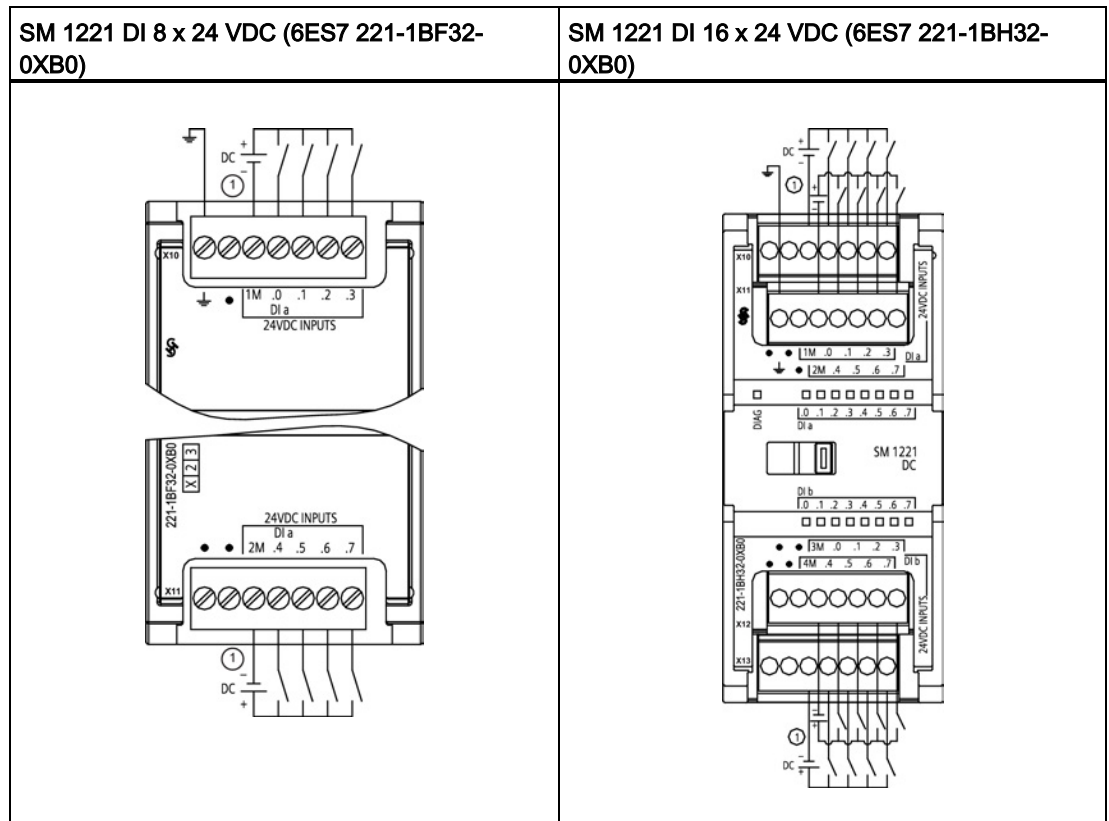 SM 1221 DI 8 x 24 VDC (6ES7 221-1BF32-
0XB0)
SM 1221 DI 16 x 24 VDC (6ES7 221-1BH32-
0XB0)
DC
+
-
1
X10
1M .0 .1 .2 .3
DI a
24VDC INPUTS
221-1BF32-0XB0
X 2 3
24VDC INPUTS
DI a
2M .4 .5 .6 .7
X11
1
-
DC
+
DC
+
-
1
+
-
X10
X11
24VDC INPUTS
1M .0 .1 .2 .3
DI a
2M .4 .5 .6 .7
DIAG
.0 .1 .2 .3 .4 .5 .6 .7
DI a
SM 1221
DC
DI b
.0 .1 .2 .3 .4 .5 .6 .7
221-1BH32-0XB0
3M .0 .1 .2 .3
4M .4 .5 .6 .7
DI b
24VDC INPUTS
X12
X13
-
+
1
DC
-
+